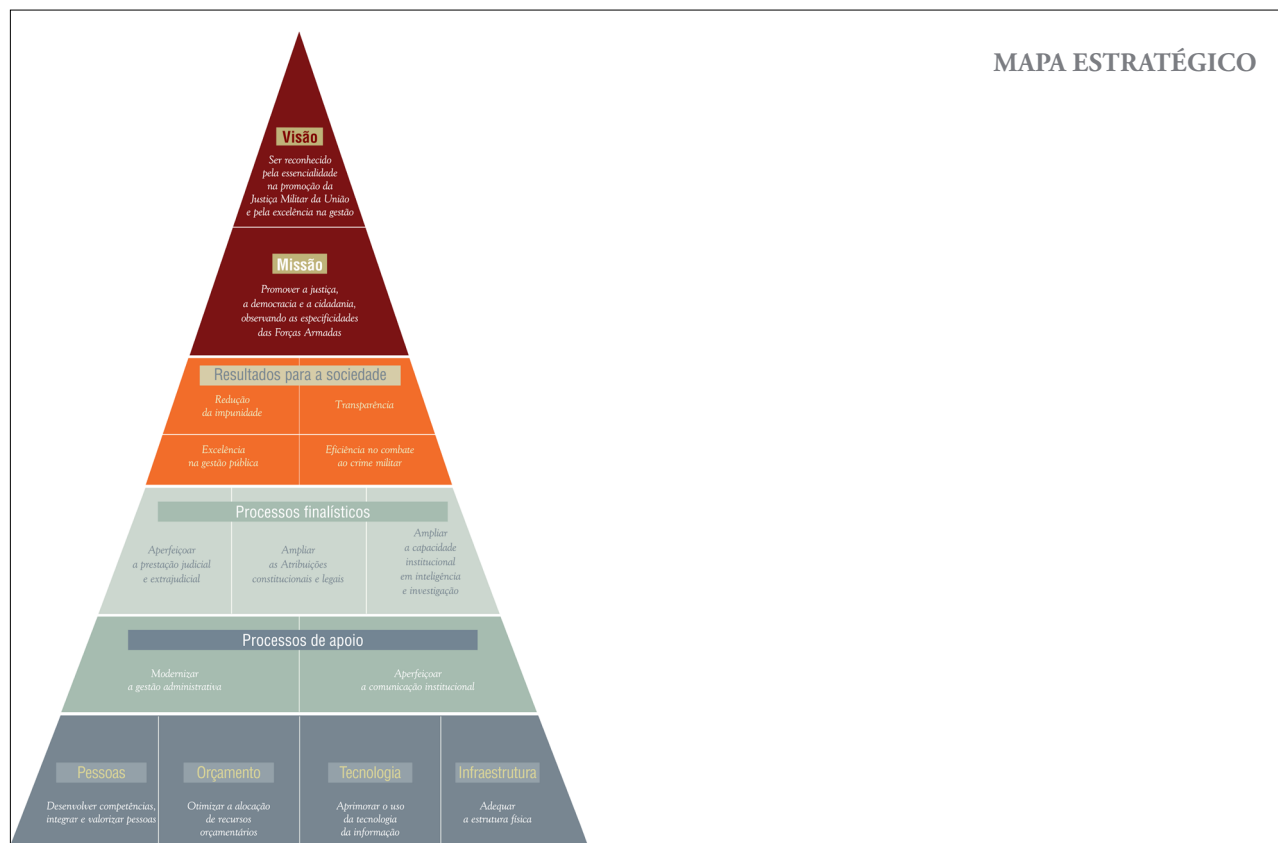 MAPA ESTRATÉGICO
Visão
Ser reconhecido
pela essencialidade
na promoção da
Justiça Militar da União
e pela excelência na gestão
Missão
Promover a justiça,
a democracia e a cidadania,
observando as especificidades
das Forças Armadas
Resultados para a sociedade
Redução
da impunidade
Transparência
Excelência
na gestão pública
Eficiência no combate
ao crime militar
Processos finalísticos
Aperfeiçoar
a prestação judicial
e extrajudicial
Ampliar
as Atribuições
constitucionais e legais
Ampliar
a capacidade
institucional
em inteligência
e investigação
Processos de apoio
Modernizar
a gestão administrativa
Aperfeiçoar
a comunicação institucional
Pessoas
Desenvolver competências,
integrar e valorizar pessoas
Orçamento
Otimizar a alocação
de recursos
orçamentários
Tecnologia
Aprimorar o uso
da tecnologia
da informação
Infraestrutura
Adequar
a estrutura física